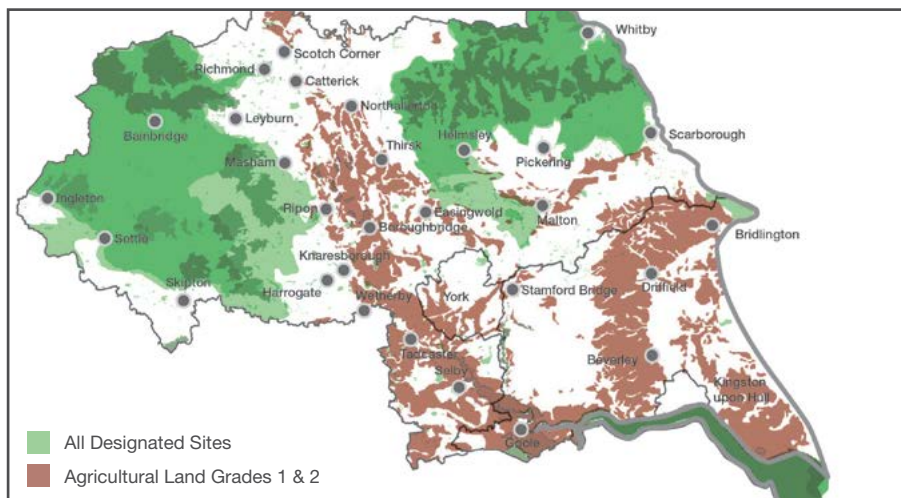 Whitby
Scotch Corner
Richmond
Catterick
Northallerton
Leyburn
Bainbridge
Scarborough
Helmsley
Pickering
Thirsk
Masham
Ingleton
Ripon
Easingwold
Malton
Boroughbridge
Bridlington
Settle
Knaresborough
Harrogate
Skipton
Wetherby
York
Stamford Bridge
Driffield
Tadcaster
Beverley
Selby
Kingston
upon Hull
Goole
All Designated Sites
Agricultural Land Grades 1 & 2